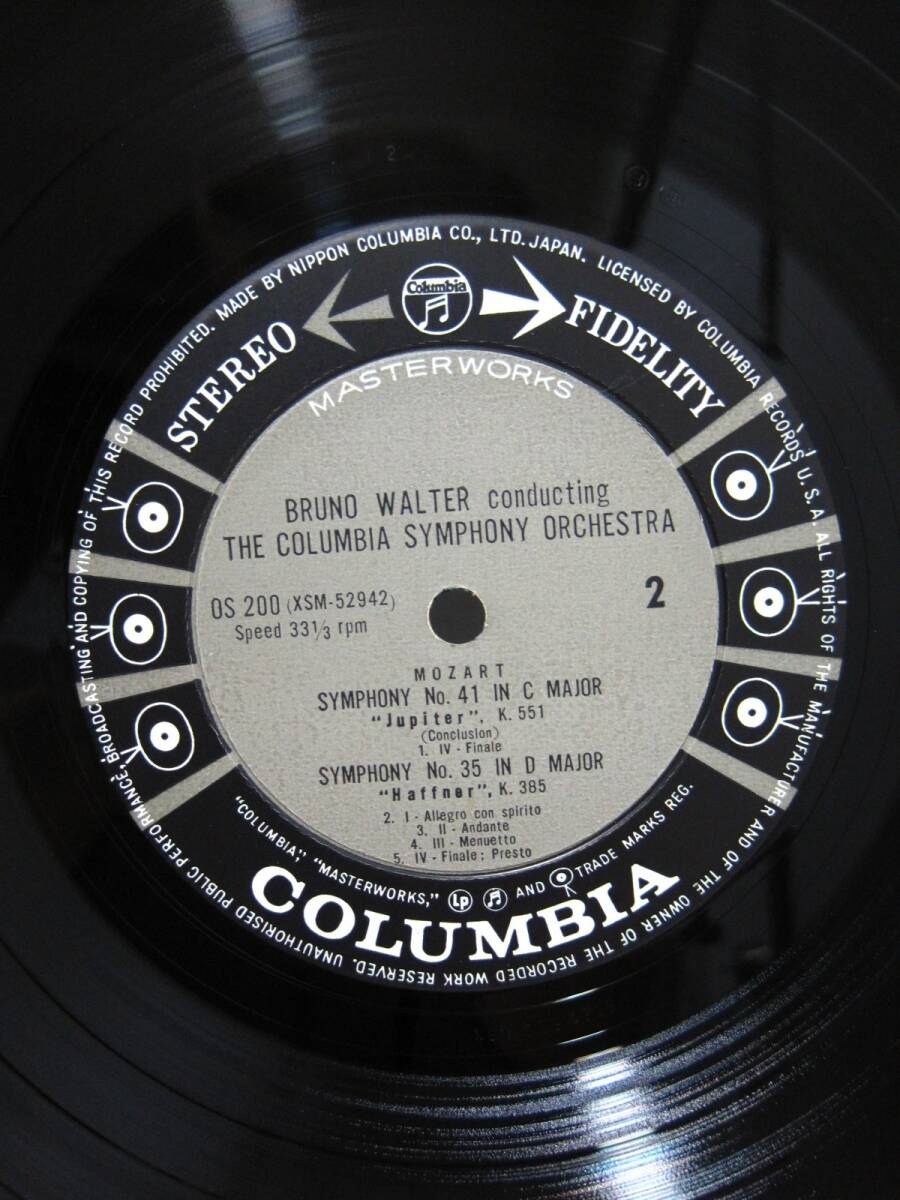 PERFORMANCE, BROADCASTING AND COPYING OF THIS RECORD PROHIBITED. MADE BY NIPPON COLUMBIA CO., LTD. JAPAN. LICENSED BY COLUMBIA RECORDS U.S.A. ALL RIGHTS OF THE MANUFACTURER AND OF THE OWNER OF THE RECORDED WORK RESERVED. UNAUTHORISED PUBLIC
Columbia
STEREO FIDELITY
MASTERWORKS
BRUNO WALTER conducting
THE COLUMBIA SYMPHONY ORCHESTRA
OS 200 (XSM-52942) 2
Speed 33 1/3 rpm
MOZART
SYMPHONY No. 41 IN C MAJOR
"Jupiter", K. 551
(Conclusion)
1. IV - Finale
SYMPHONY No. 35 IN D MAJOR
"Haffner", K. 385
2. I - Allegro con spirito
3. II - Andante
4. III - Menuetto
5. IV - Finale: Presto
"COLUMBIA", "MASTERWORKS," Lp AND TRADE MARKS REG.
COLUMBIA
2